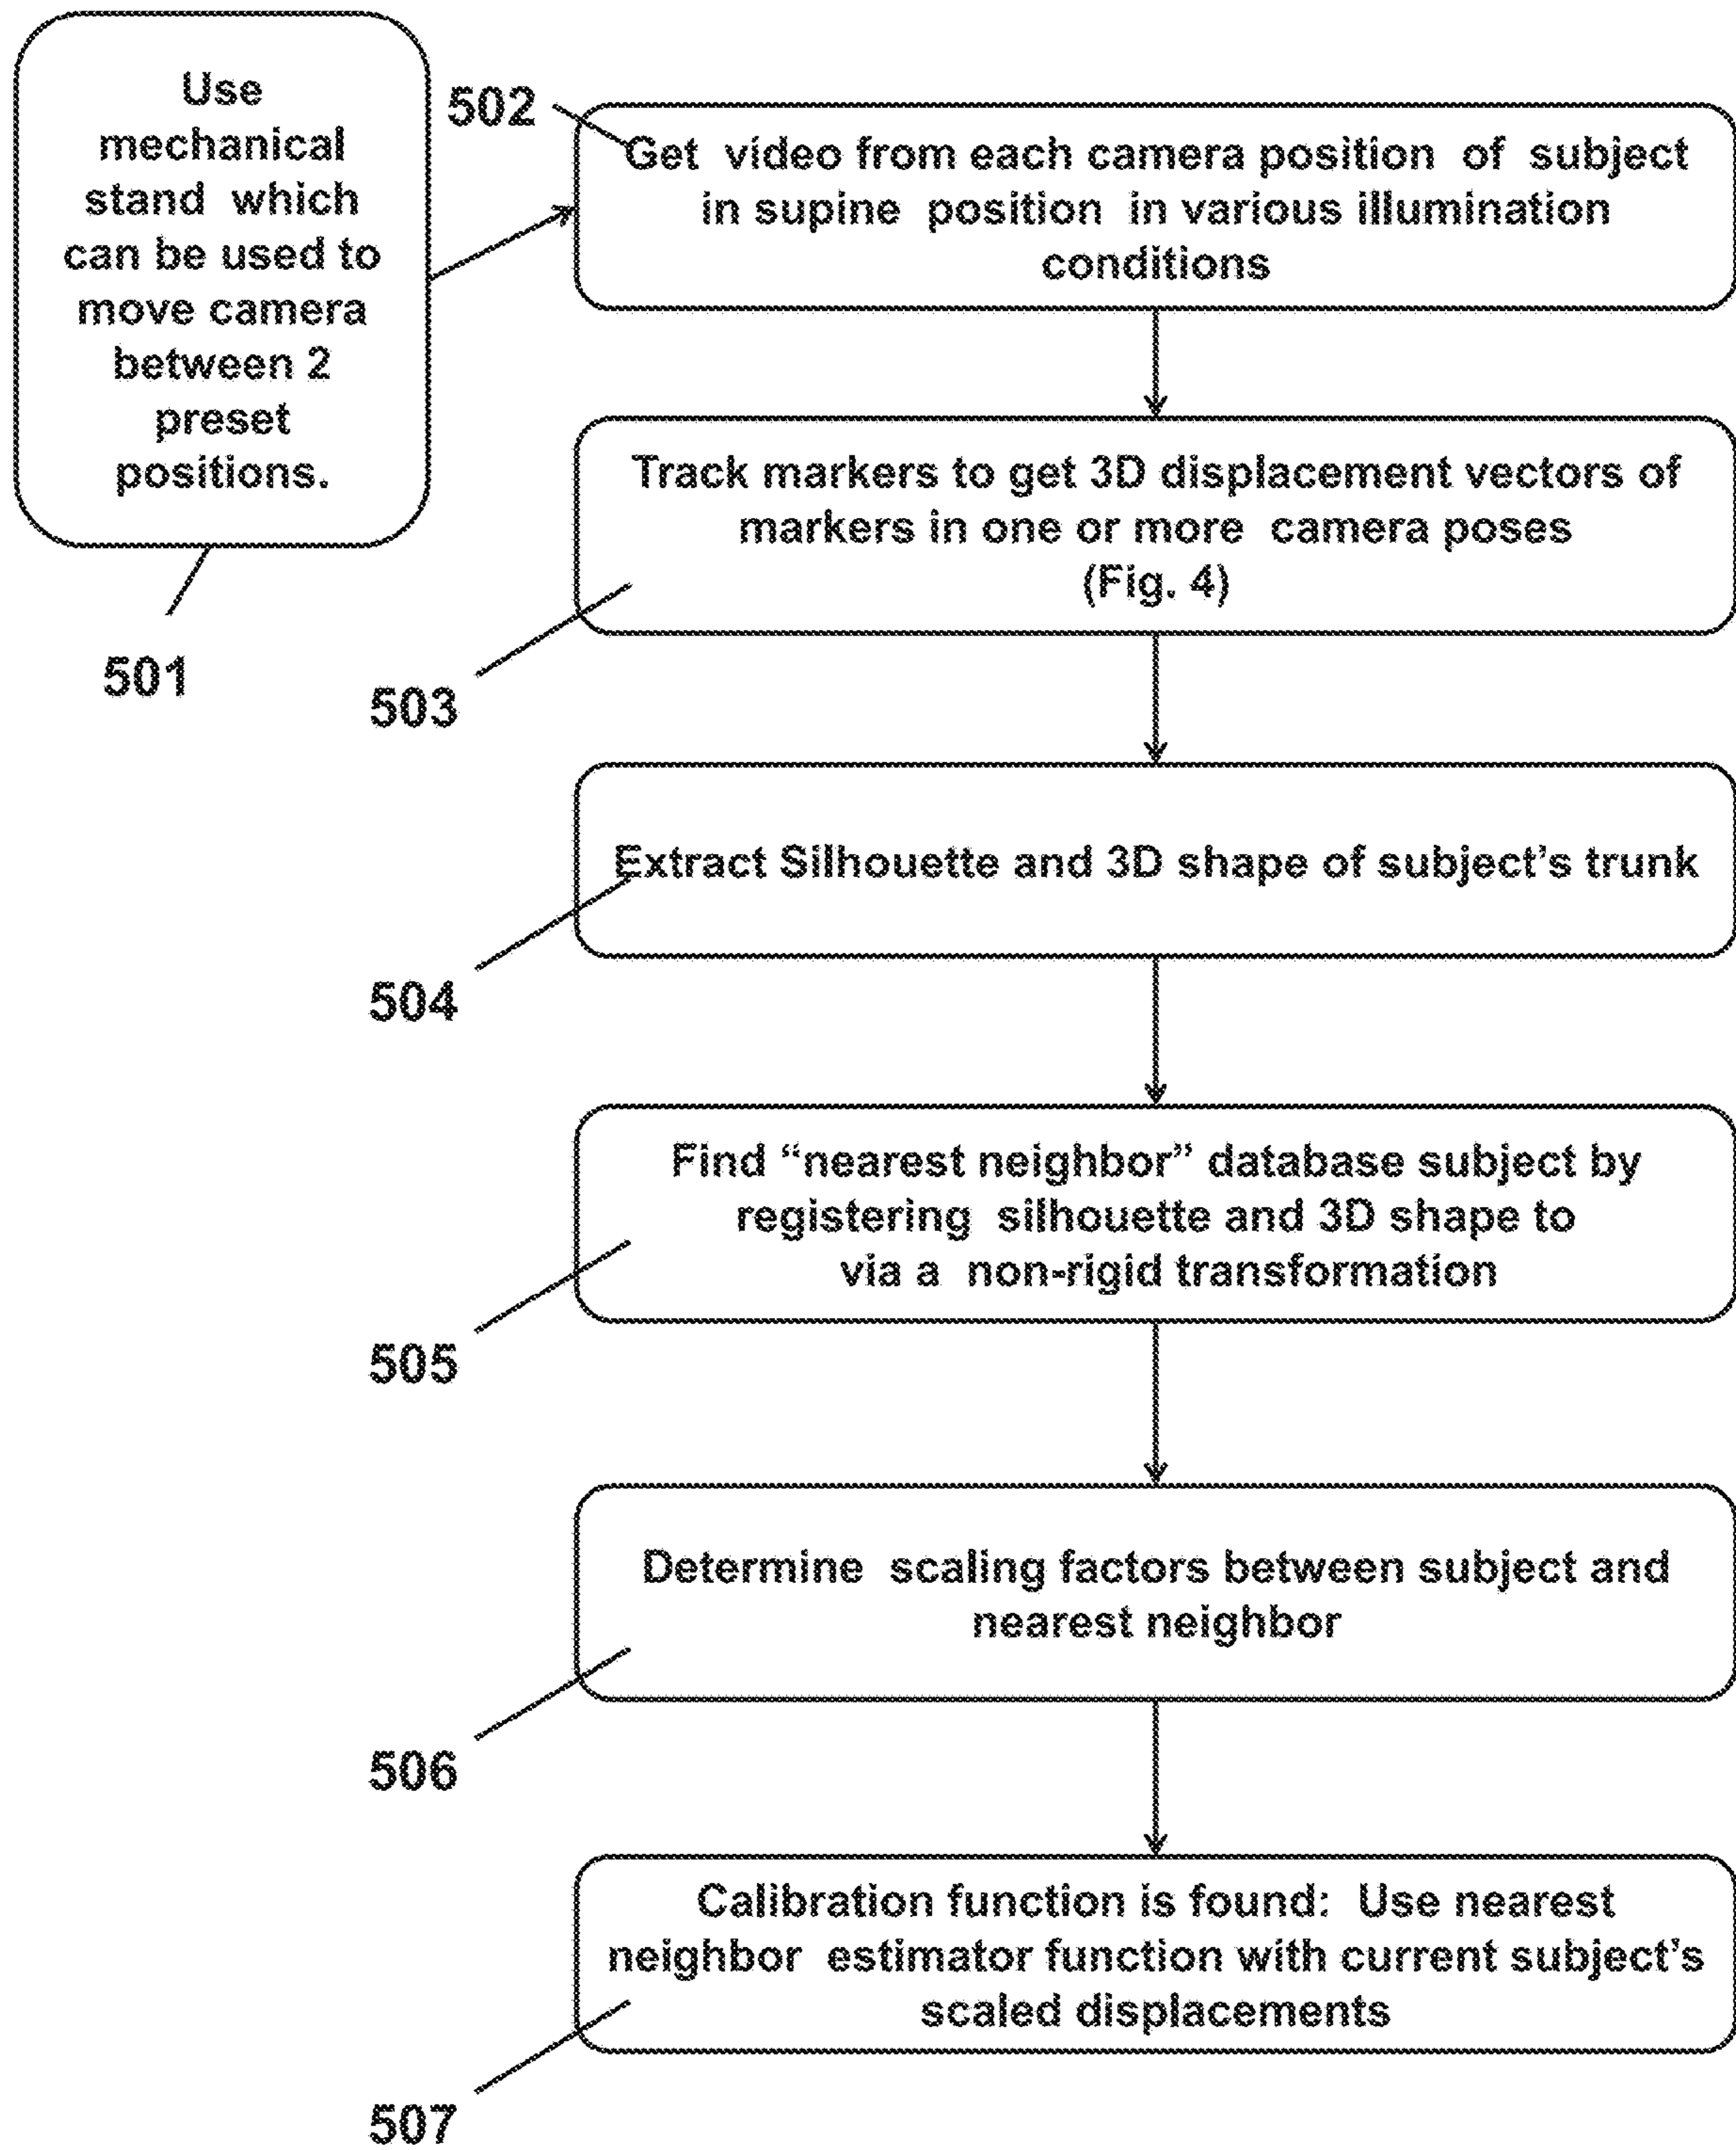 Use
mechanical
stand which
can be used to
move camera
between 2
preset
positions.
501
502
Get video from each camera position of subject
in supine position in various illumination
conditions
Track markers to get 3D displacement vectors of
markers in one or more camera poses
(Fig. 4)
503
Extract Silhouette and 3D shape of subject's trunk
504
Find “nearest neighbor” database subject by
registering silhouette and 3D shape to
via a non-rigid transformation
505
Determine scaling factors between subject and
nearest neighbor
506
Calibration function is found: Use nearest
neighbor estimator function with current subject's
scaled displacements
507